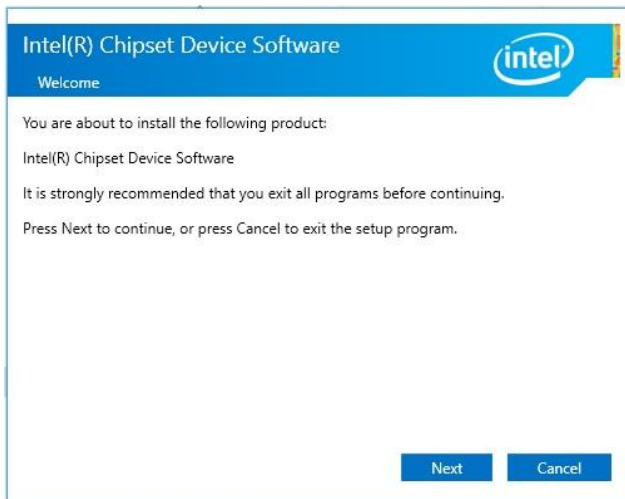 Intel(R) Chipset Device Software
intel
Welcome
You are about to install the following product:
Intel(R) Chipset Device Software
It is strongly recommended that you exit all programs before continuing.
Press Next to continue, or press Cancel to exit the setup program.
Next
Cancel